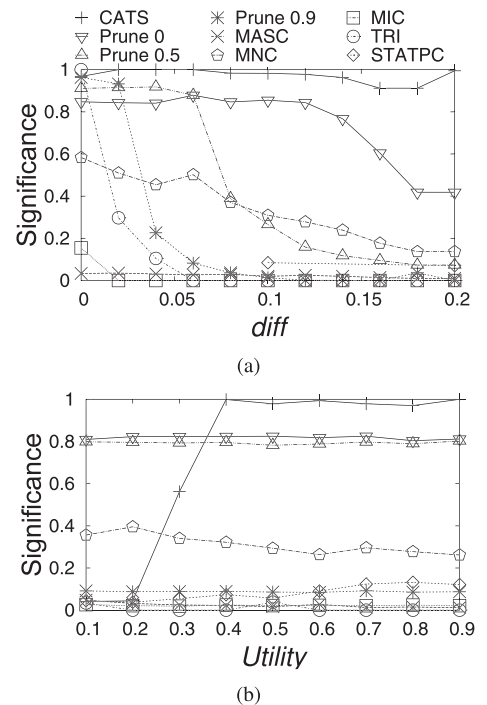 CATS Prune 0.9 MIC
Prune 0 MASC TRI
Prune 0.5 MNC STATPC
1
0.8
0.6
0.4
0.2
0
Significance
0 0.05 0.1 0.15 0.2
diff
(a)
1
0.8
0.6
0.4
0.2
0
Significance
0.1 0.2 0.3 0.4 0.5 0.6 0.7 0.8 0.9
Utility
(b)